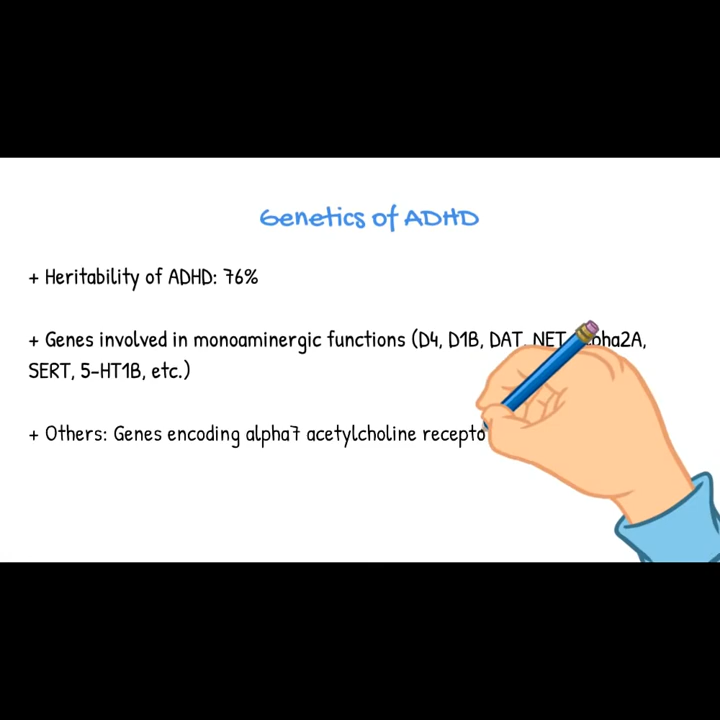 Genetics of ADHD
+ Heritability of ADHD: 76%
+ Genes involved in monoaminergic functions (D4, D1B, DAT, NET,
SERT, 5-HT1B, etc.)
+ Others: Genes encoding alpha7 acetylcholine recepto